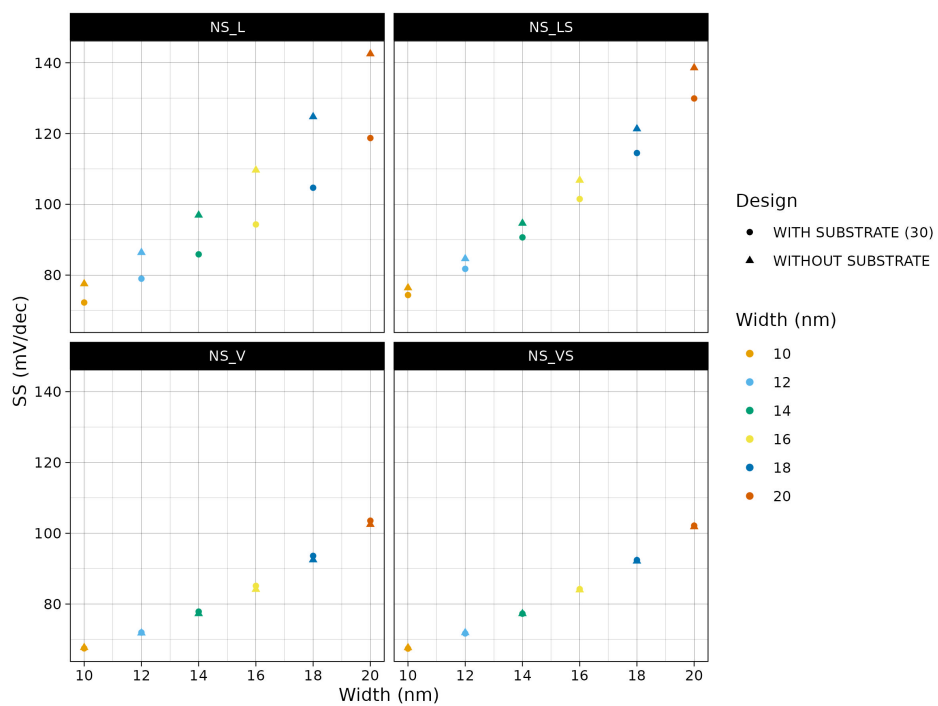 NS_L
NS_LS
140
120
100
80
NS_V
NS_VS
140
120
100
80
10 12 14 16 18 20
10 12 14 16 18 20
Width (nm)
SS (mV/dec)
Design
WITH SUBSTRATE (30)
WITHOUT SUBSTRATE
Width (nm)
10
12
14
16
18
20